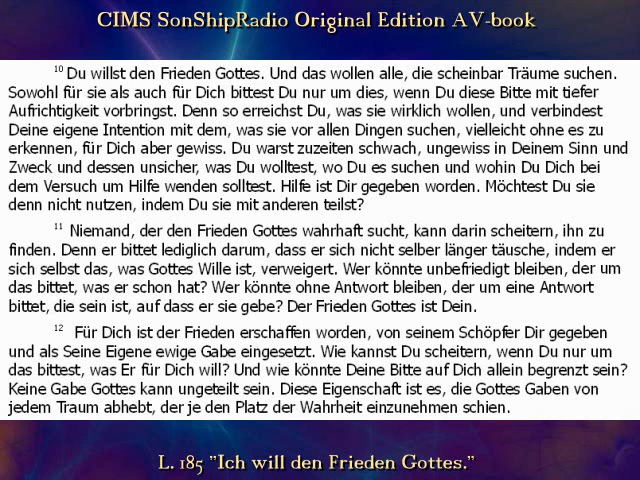 CIMS SonShipRadio Original Edition AV-book
10 Du willst den Frieden Gottes. Und das wollen alle, die scheinbar Träume suchen.
Sowohl für sie als auch für Dich bittest Du nur um dies, wenn Du diese Bitte mit tiefer
Aufrichtigkeit vorbringst. Denn so erreichst Du, was sie wirklich wollen, und verbindest
Deine eigene Intention mit dem, was sie vor allen Dingen suchen, vielleicht ohne es zu
erkennen, für Dich aber gewiss. Du warst zuzeiten schwach, ungewiss in Deinem Sinn und
Zweck und dessen unsicher, was Du wolltest, wo Du es suchen und wohin Du Dich bei
dem Versuch um Hilfe wenden solltest. Hilfe ist Dir gegeben worden. Möchtest Du sie
denn nicht nutzen, indem Du sie mit anderen teilst?
11 Niemand, der den Frieden Gottes wahrhaft sucht, kann darin scheitern, ihn zu
finden. Denn er bittet lediglich darum, dass er sich nicht selber länger täusche, indem er
sich selbst das, was Gottes Wille ist, verweigert. Wer könnte unbefriedigt bleiben, der um
das bittet, was er schon hat? Wer könnte ohne Antwort bleiben, der um eine Antwort
bittet, die sein ist, auf dass er sie gebe? Der Frieden Gottes ist Dein.
12 Für Dich ist der Frieden erschaffen worden, von seinem Schöpfer Dir gegeben
und als Seine Eigene ewige Gabe eingesetzt. Wie kannst Du scheitern, wenn Du nur um
das bittest, was Er für Dich will? Und wie könnte Deine Bitte auf Dich allein begrenzt sein?
Keine Gabe Gottes kann ungeteilt sein. Diese Eigenschaft ist es, die Gottes Gaben von
jedem Traum abhebt, der je den Platz der Wahrheit einzunehmen schien.
L. 185 "Ich will den Frieden Gottes."